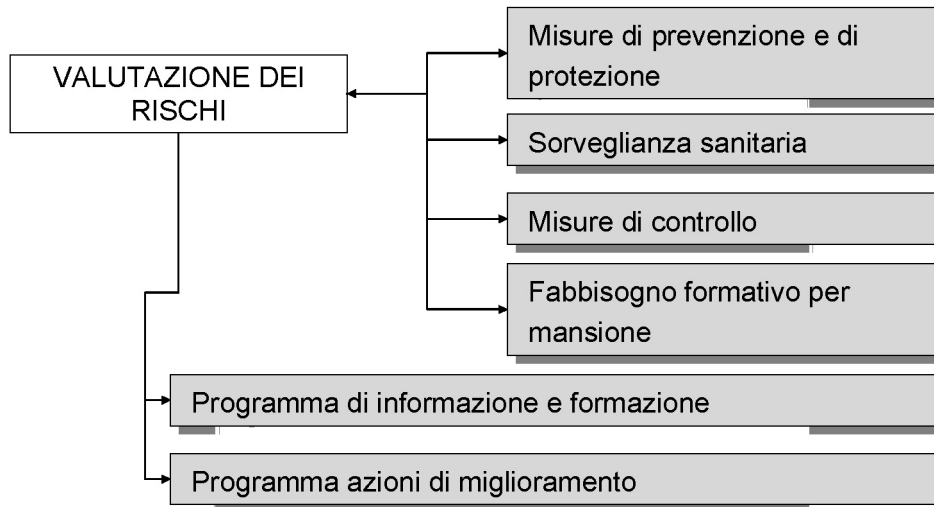 VALUTAZIONE DEI
RISCHI
Misure di prevenzione e di
protezione
Sorveglianza sanitaria
Misure di controllo
Fabbisogno formativo per
mansione
Programma di informazione e formazione
Programma azioni di miglioramento